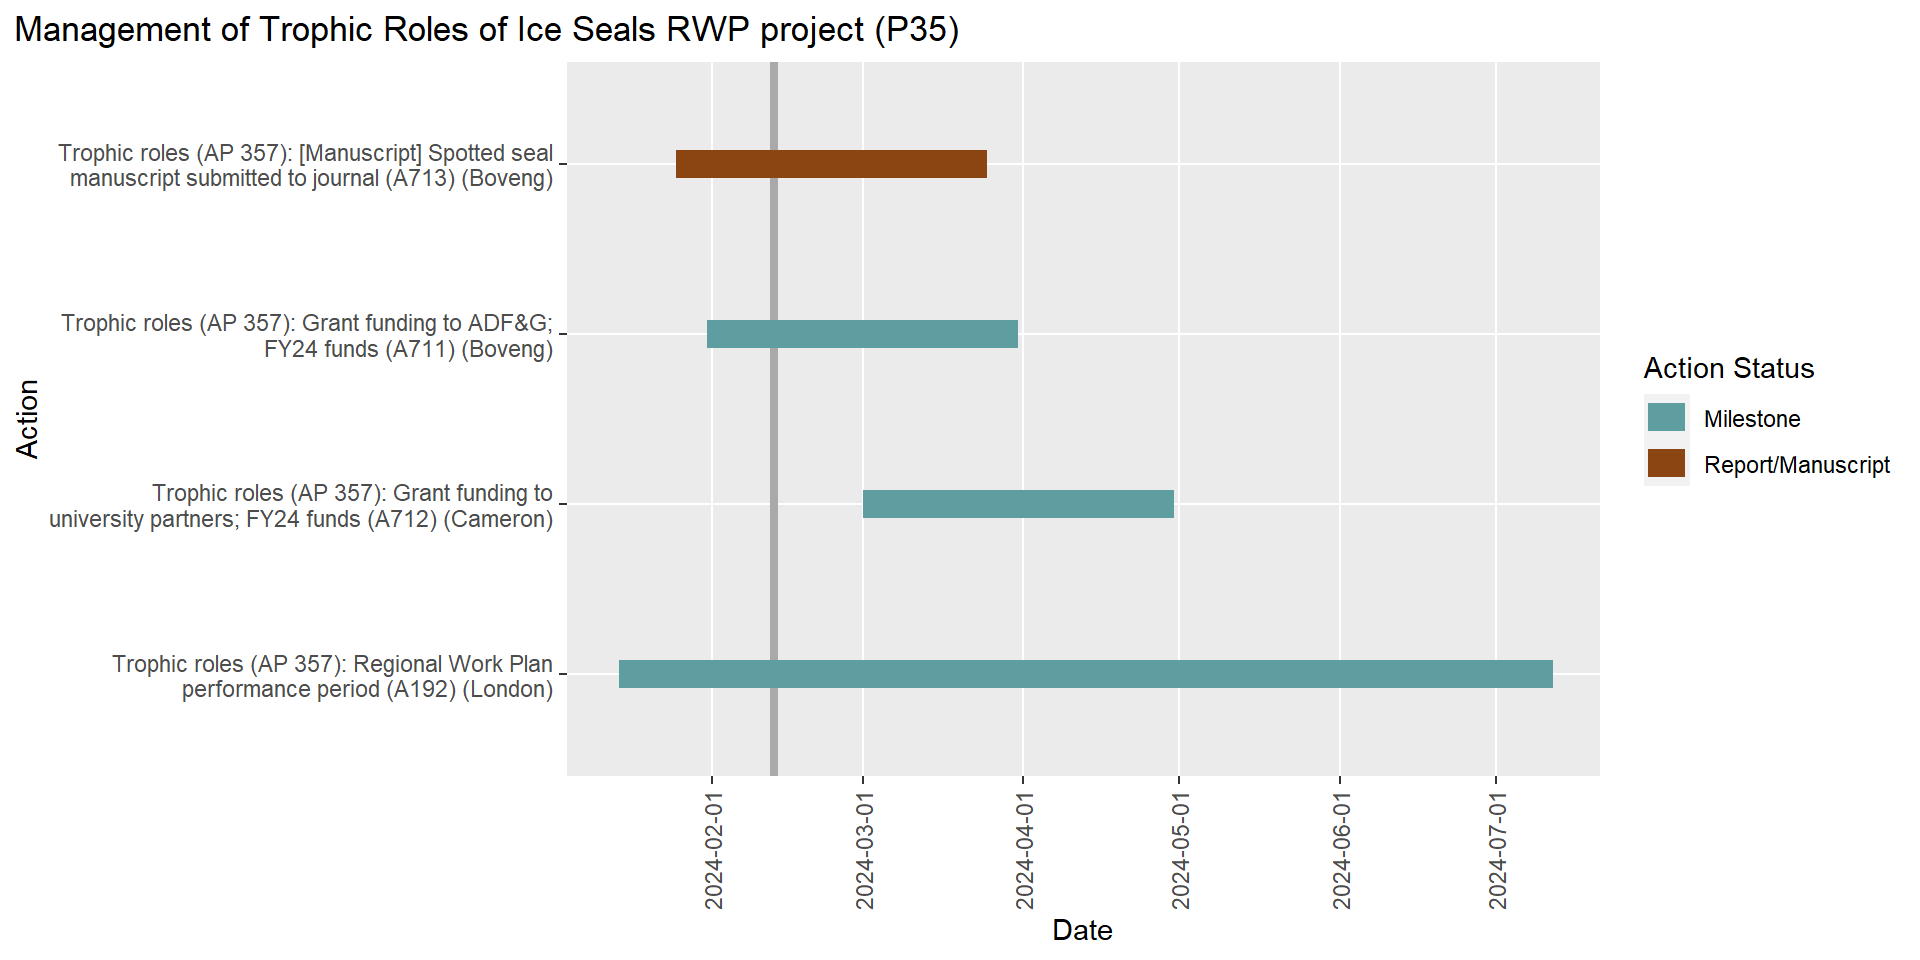 Management of Trophic Roles of Ice Seals RWP project (P35)
Trophic roles (AP 357): [Manuscript] Spotted seal
manuscript submitted to journal (A713) (Boveng)
Trophic roles (AP 357): Grant funding to ADF&G;
FY24 funds (A711) (Boveng)
Trophic roles (AP 357): Grant funding to
university partners; FY24 funds (A712) (Cameron)
Trophic roles (AP 357): Regional Work Plan
performance period (A192) (London)
Action
2024-02-01
2024-03-01
2024-04-01
2024-05-01
2024-06-01
2024-07-01
Date
Action Status
Milestone
Report/Manuscript